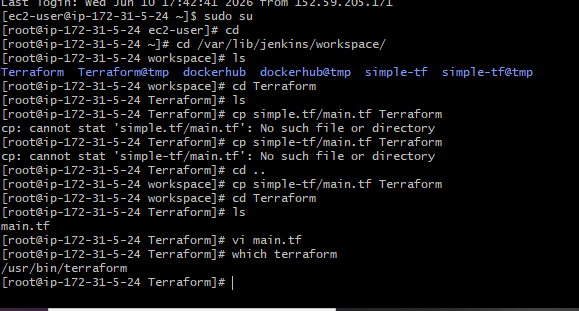 Last login: Wed Jun 10 17:42:41 2026 from 152.59.205.171
[ec2-user@ip-172-31-5-24 ~]$ sudo su
[root@ip-172-31-5-24 ec2-user]# cd
[root@ip-172-31-5-24 ~]# cd /var/lib/jenkins/workspace/
[root@ip-172-31-5-24 workspace]# ls
Terraform  Terraform@tmp  dockerhub  dockerhub@tmp  simple-tf  simple-tf@tmp
[root@ip-172-31-5-24 workspace]# cd Terraform
[root@ip-172-31-5-24 Terraform]# ls
[root@ip-172-31-5-24 Terraform]# cp simple.tf/main.tf Terraform
cp: cannot stat 'simple.tf/main.tf': No such file or directory
[root@ip-172-31-5-24 Terraform]# cp simple-tf/main.tf Terraform
cp: cannot stat 'simple-tf/main.tf': No such file or directory
[root@ip-172-31-5-24 Terraform]# cd ..
[root@ip-172-31-5-24 workspace]# cp simple-tf/main.tf Terraform
[root@ip-172-31-5-24 workspace]# cd Terraform
[root@ip-172-31-5-24 Terraform]# ls
main.tf
[root@ip-172-31-5-24 Terraform]# vi main.tf
[root@ip-172-31-5-24 Terraform]# which terraform
/usr/bin/terraform
[root@ip-172-31-5-24 Terraform]#